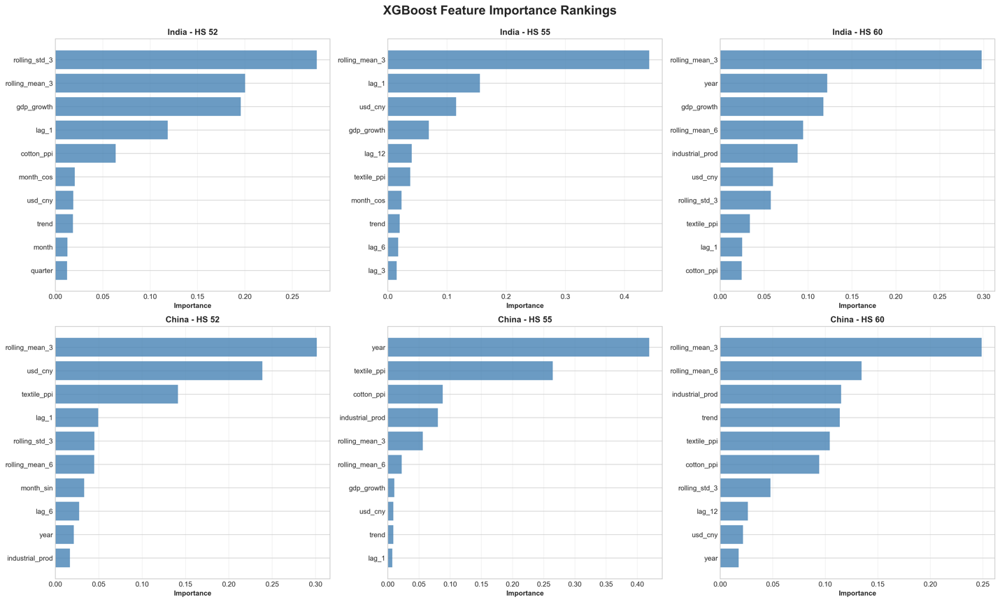 XGBoost Feature Importance Rankings
India - HS 52
rolling_std_3
rolling_mean_3
gdp_growth
lag_1
cotton_ppi
month_cos
usd_cny
trend
month
quarter
0.00 0.05 0.10 0.15 0.20 0.25
Importance
India - HS 55
rolling_mean_3
lag_1
usd_cny
gdp_growth
lag_12
textile_ppi
month_cos
trend
lag_6
lag_3
0.0 0.1 0.2 0.3 0.4
Importance
India - HS 60
rolling_mean_3
year
gdp_growth
rolling_mean_6
industrial_prod
usd_cny
rolling_std_3
textile_ppi
lag_1
cotton_ppi
0.00 0.05 0.10 0.15 0.20 0.25 0.30
Importance
China - HS 52
rolling_mean_3
usd_cny
textile_ppi
lag_1
rolling_std_3
rolling_mean_6
month_sin
lag_6
year
industrial_prod
0.00 0.05 0.10 0.15 0.20 0.25 0.30
Importance
China - HS 55
year
textile_ppi
cotton_ppi
industrial_prod
rolling_mean_3
rolling_mean_6
gdp_growth
usd_cny
trend
lag_1
0.00 0.05 0.10 0.15 0.20 0.25 0.30 0.35 0.40
Importance
China - HS 60
rolling_mean_3
rolling_mean_6
industrial_prod
trend
textile_ppi
cotton_ppi
rolling_std_3
lag_12
usd_cny
year
0.00 0.05 0.10 0.15 0.20 0.25
Importance